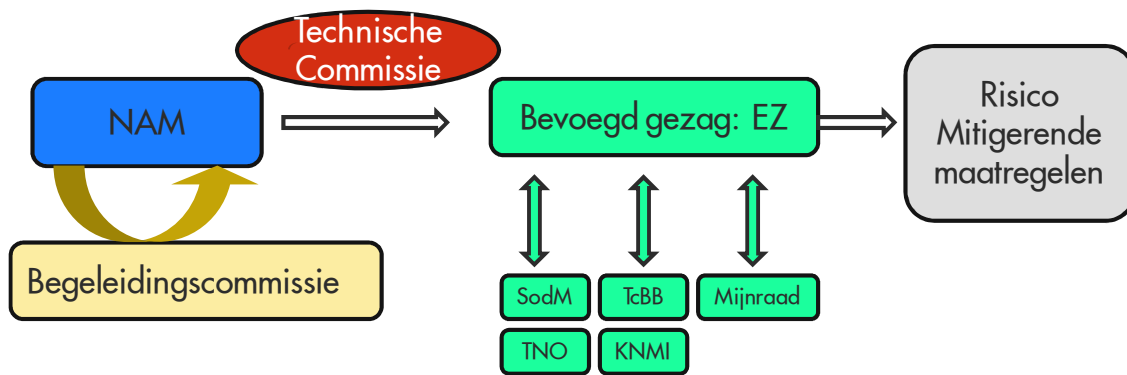 Technische
Commissie
NAM
Bevoegd gezag: EZ
Risico
Mitigerende
maatregelen
Begeleidingscommissie
SodM
TcBB
Mijnraad
TNO
KNMI